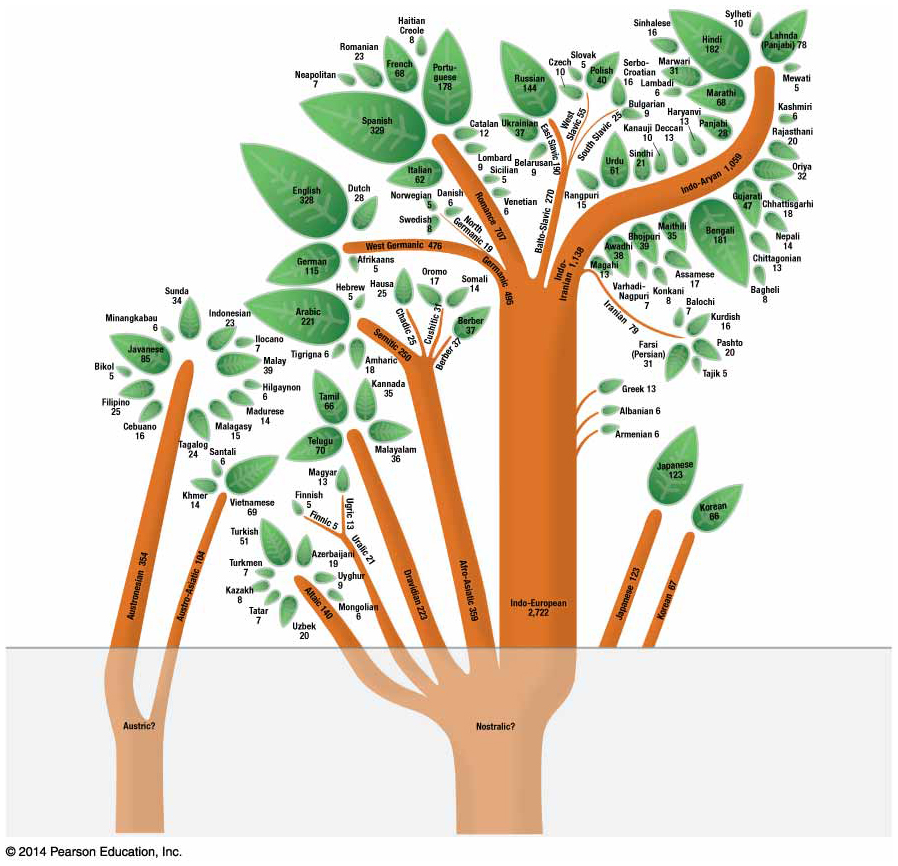 Haitian
Creole
8
Romanian
23
Neapolitan
7
French
68
Portu-
guese
178
Spanish
329
Catalan
12
Italian
62
Lombard
9
Sicilian
5
Venetian
6
Romance 707
English
328
Dutch
28
Norwegian
5
Danish
6
Swedish
8
North
Germanic 19
West Germanic 476
Germanic 495
German
115
Afrikaans
5
Russian
144
Czech
10
Slovak
5
Polish
40
Serbo-
Croatian
16
Bulgarian
9
Ukrainian
37
Belarusan
9
East Slavic 190
West
Slavic 55
South Slavic 25
Balto-Slavic 270
Sinhalese
16
Sylheti
10
Hindi
182
Lahnda
(Panjabi) 78
Marwari
31
Lambadi
6
Marathi
68
Mewati
5
Kashmiri
6
Haryanvi
13
Panjabi
28
Kanauji
10
Deccan
13
Rajasthani
20
Urdu
61
Sindhi
21
Oriya
32
Rangpuri
15
Indo-Aryan 1,059
Gujarati
47
Chhattisgarhi
18
Bengali
181
Maithili
35
Bhojpuri
39
Awadhi
38
Magahi
13
Nepali
14
Chittagonian
13
Bagheli
8
Assamese
17
Konkani
8
Varhadi-
Nagpuri
7
Indo-
Iranian 1,138
Iranian 79
Balochi
7
Kurdish
16
Pashto
20
Farsi
(Persian)
31
Tajik 5
Greek 13
Albanian 6
Armenian 6
Indo-European
2,722
Hebrew
5
Hausa
25
Oromo
17
Somali
14
Arabic
221
Berber
37
Tigrigna 6
Amharic
18
Semitic 250
Chadic 25
Cushitic 31
Berber 37
Afro-Asiatic 359
Tamil
66
Kannada
35
Telugu
70
Malayalam
36
Dravidian 223
Magyar
13
Finnish
5
Finnic 5
Ugric 13
Uralic 21
Turkish
51
Azerbaijani
19
Turkmen
7
Uyghur
9
Kazakh
8
Mongolian
6
Tatar
7
Uzbek
20
Altaic 140
Sunda
34
Minangkabau
6
Indonesian
23
Ilocano
7
Javanese
85
Malay
39
Bikol
5
Hilgaynon
6
Filipino
25
Madurese
14
Cebuano
16
Malagasy
15
Tagalog
24
Austronesian 354
Santali
6
Khmer
14
Vietnamese
69
Austro-Asiatic 104
Japanese
123
Korean
66
Japanese 123
Korean 67
Austric?
Nostralic?
© 2014 Pearson Education, Inc.